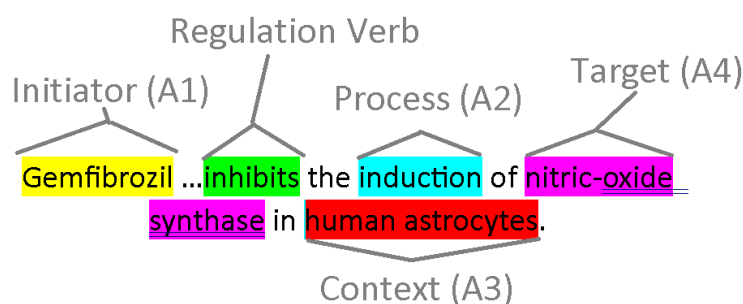 Regulation Verb
Target (A4)
Initiator (A1)
Process (A2)
Gemfibrozil ...inhibits the induction of nitric-oxide
synthase in human astrocytes.
Context (A3)